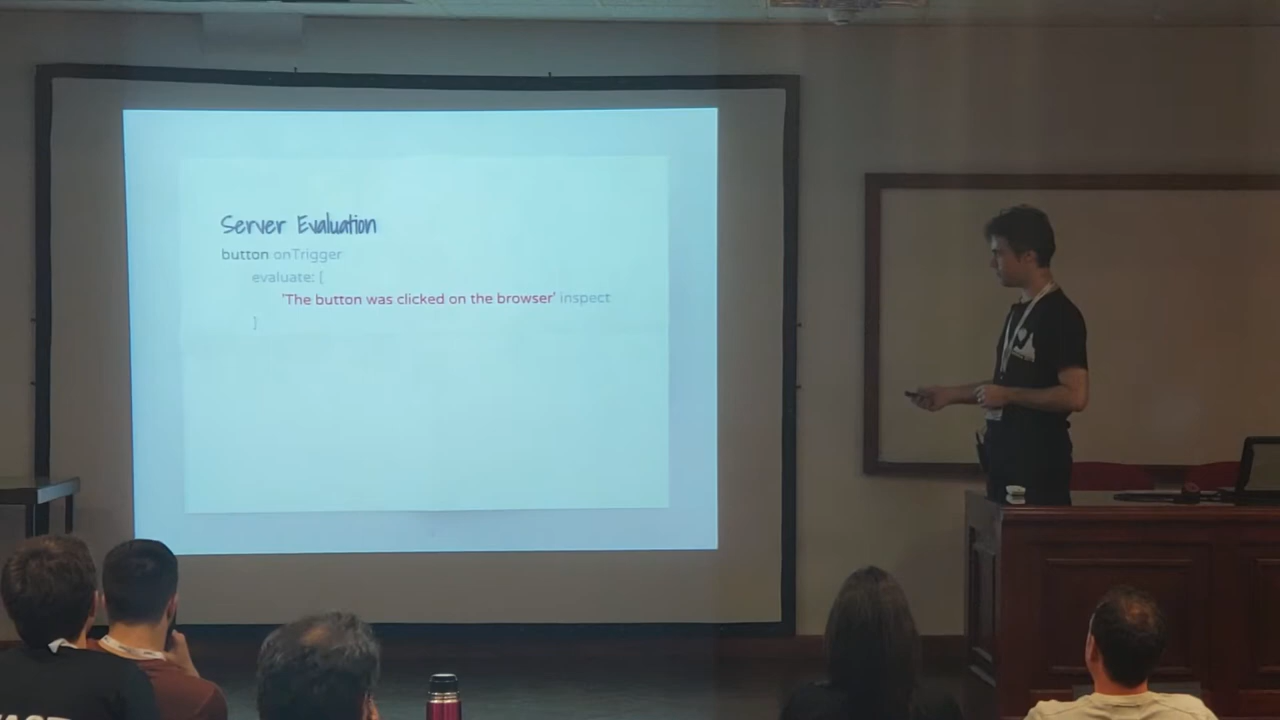 Server Evaluation
button onTrigger
evaluate: [
'The button was clicked on the browser' inspect
]